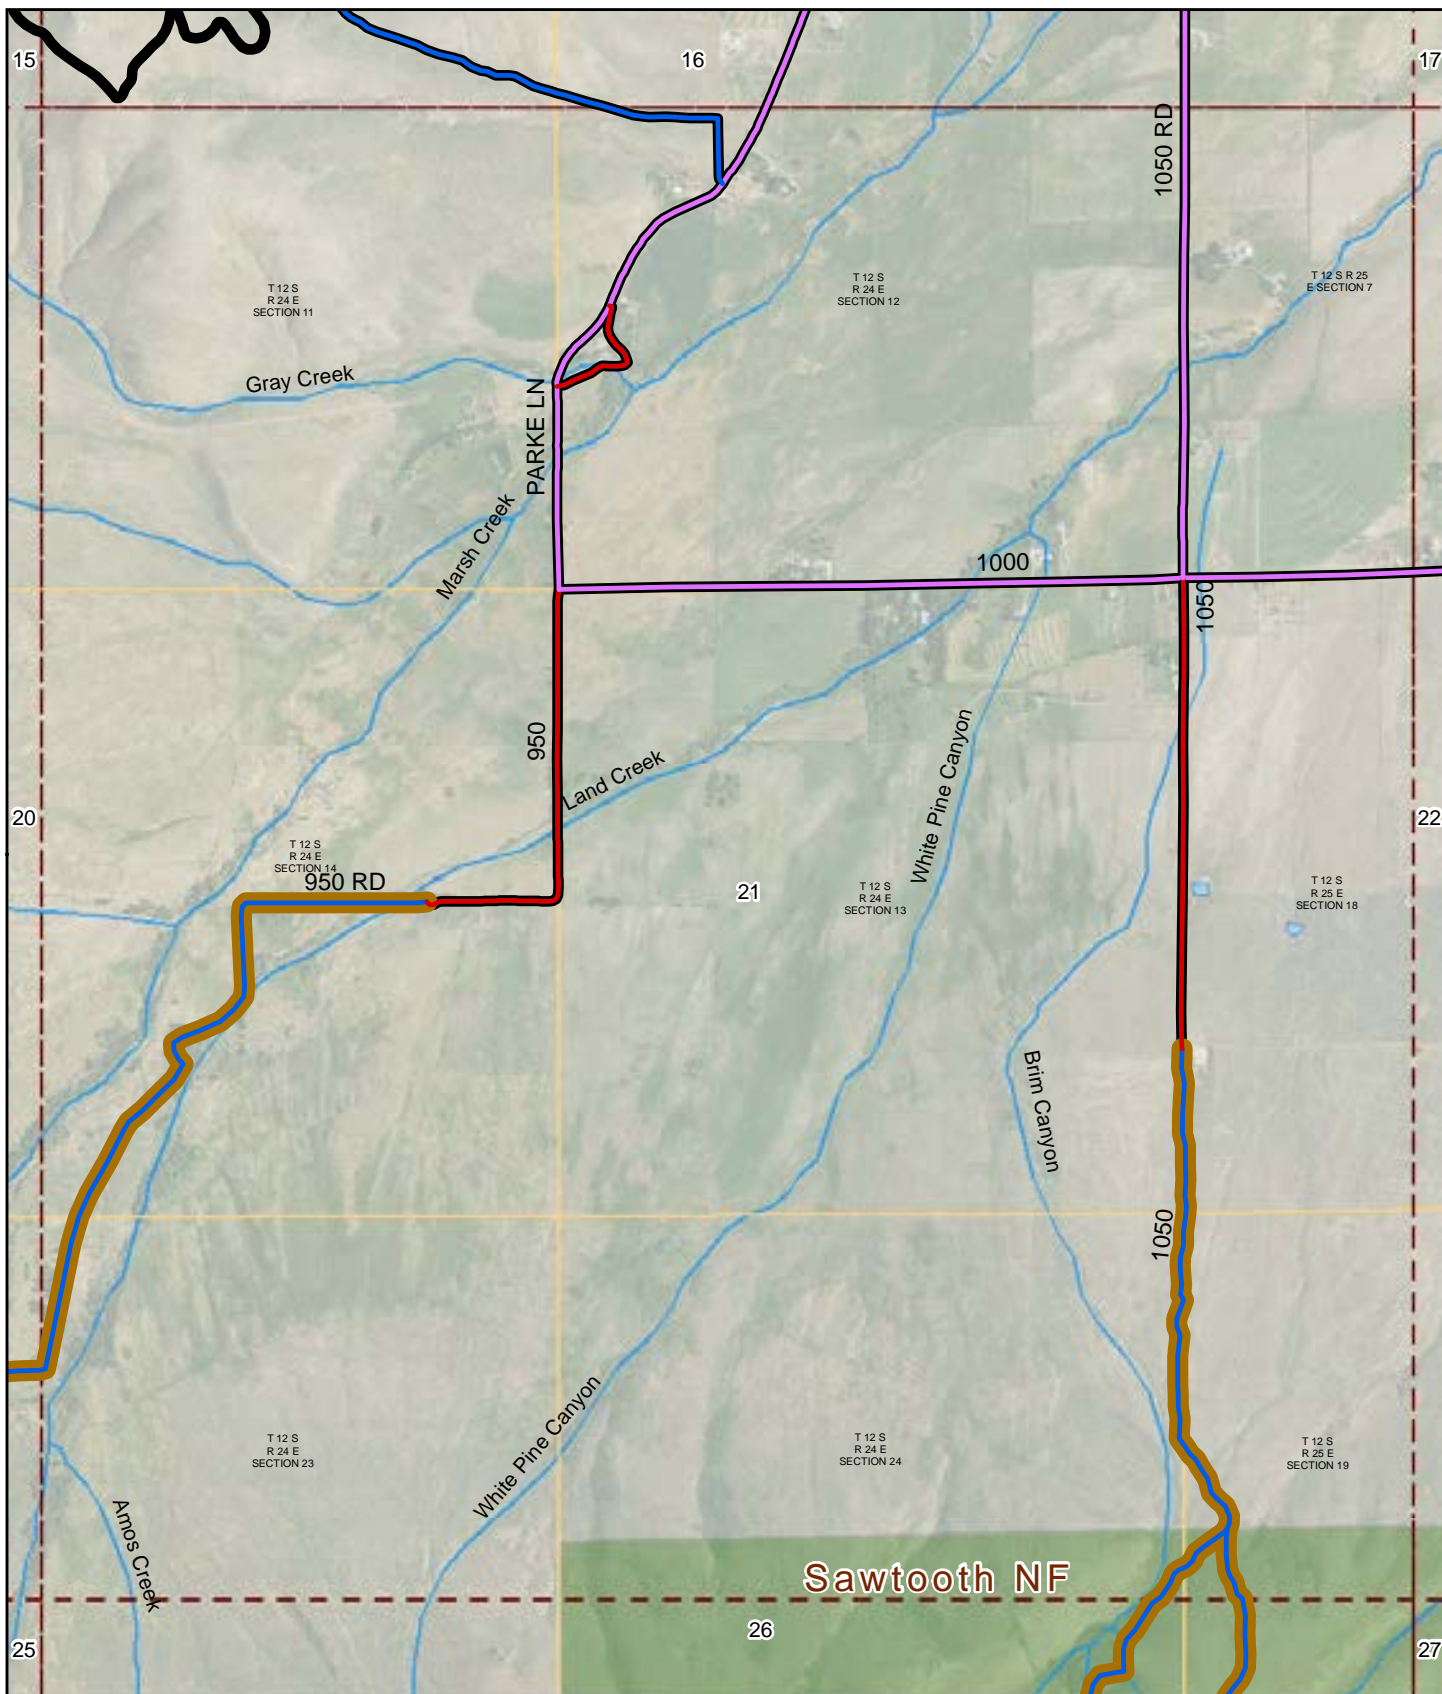 15
16
17
1050 RD
T 12 S
R 24 E
SECTION 11
T 12 S
R 24 E
SECTION 12
T 12 S R 25
E SECTION 7
Gray Creek
PARKE LN
Marsh Creek
1000
1050
950
Land Creek
White Pine Canyon
20
22
T 12 S
R 24 E
SECTION 14
950 RD
21
T 12 S
R 24 E
SECTION 13
T 12 S
R 25 E
SECTION 18
Brim Canyon
1050
White Pine Canyon
T 12 S
R 24 E
SECTION 23
T 12 S
R 24 E
SECTION 24
T 12 S
R 25 E
SECTION 19
Amos Creek
Sawtooth NF
25
26
27